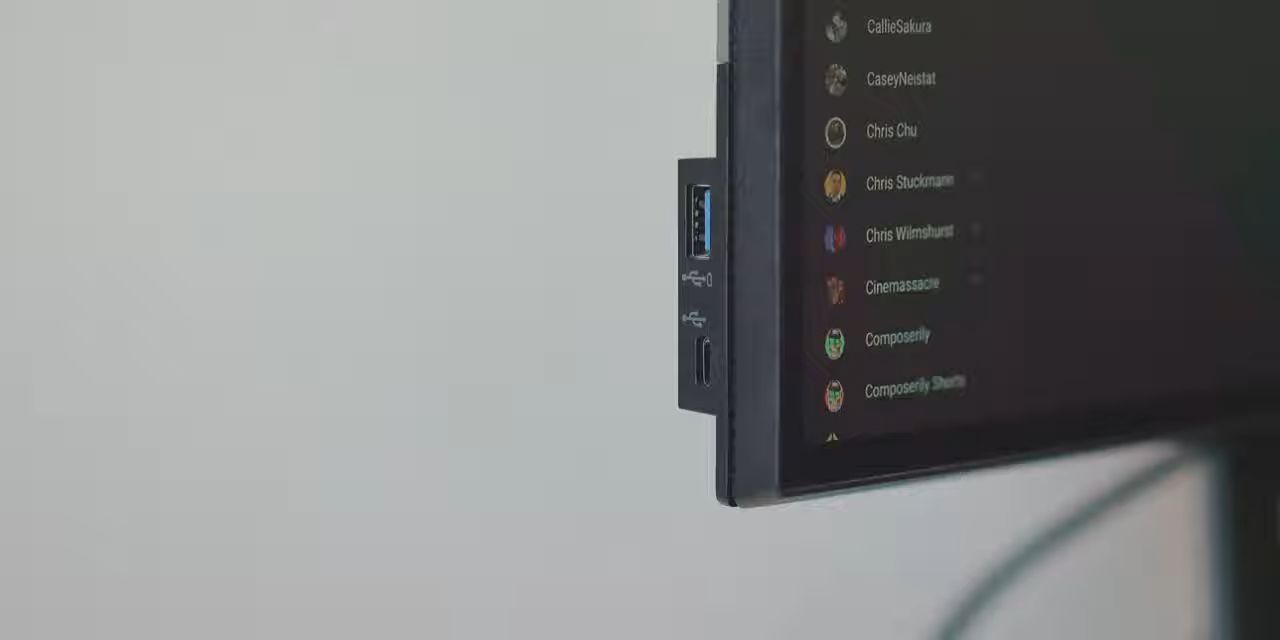 CallieSakura
CaseyNeistat
Chris Chu
Chris Stuckmann
Chris Wilmshurst
Cinemassacre
Composerily
Composerily Shorts